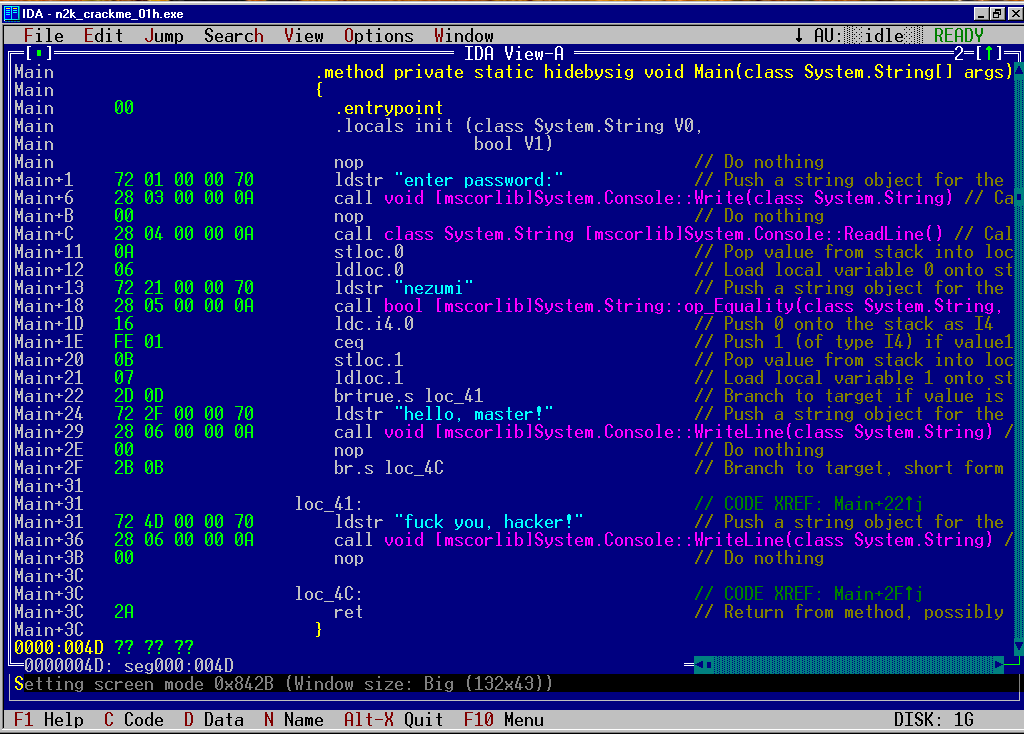 IDA - n2k_crackme_01h.exe
File Edit Jump Search View Options Window ↓ AU: idle READY
[▪] IDA View-A 2=[↑]
Main .method private static hidebysig void Main(class System.String[] args)
Main {
Main 00 .entrypoint
Main .locals init (class System.String V0,
Main bool V1)
Main nop // Do nothing
Main+1 72 01 00 00 70 ldstr "enter password:" // Push a string object for the
Main+6 28 03 00 00 0A call void [mscorlib]System.Console::Write(class System.String) // Ca
Main+B 00 nop // Do nothing
Main+C 28 04 00 00 0A call class System.String [mscorlib]System.Console::ReadLine() // Cal
Main+11 0A stloc.0 // Pop value from stack into loc
Main+12 06 ldloc.0 // Load local variable 0 onto st
Main+13 72 21 00 00 70 ldstr "nezumi" // Push a string object for the
Main+18 28 05 00 00 0A call bool [mscorlib]System.String::op_Equality(class System.String,
Main+1D 16 ldc.i4.0 // Push 0 onto the stack as I4
Main+1E FE 01 ceq // Push 1 (of type I4) if value1
Main+20 0B stloc.1 // Pop value from stack into loc
Main+21 07 ldloc.1 // Load local variable 1 onto st
Main+22 2D 0D brtrue.s loc_41 // Branch to target if value is
Main+24 72 2F 00 00 70 ldstr "hello, master!" // Push a string object for the
Main+29 28 06 00 00 0A call void [mscorlib]System.Console::WriteLine(class System.String) /
Main+2E 00 nop // Do nothing
Main+2F 2B 0B br.s loc_4C // Branch to target, short form
Main+31
Main+31 loc_41: // CODE XREF: Main+22↑j
Main+31 72 4D 00 00 70 ldstr "fuck you, hacker!" // Push a string object for the
Main+36 28 06 00 00 0A call void [mscorlib]System.Console::WriteLine(class System.String) /
Main+3B 00 nop // Do nothing
Main+3C
Main+3C loc_4C: // CODE XREF: Main+2F↑j
Main+3C 2A ret // Return from method, possibly
Main+3C }
0000:004D ?? ?? ??
0000004D: seg000:004D
Setting screen mode 0x842B (Window size: Big (132x43))
F1 Help C Code D Data N Name Alt-X Quit F10 Menu DISK: 1G